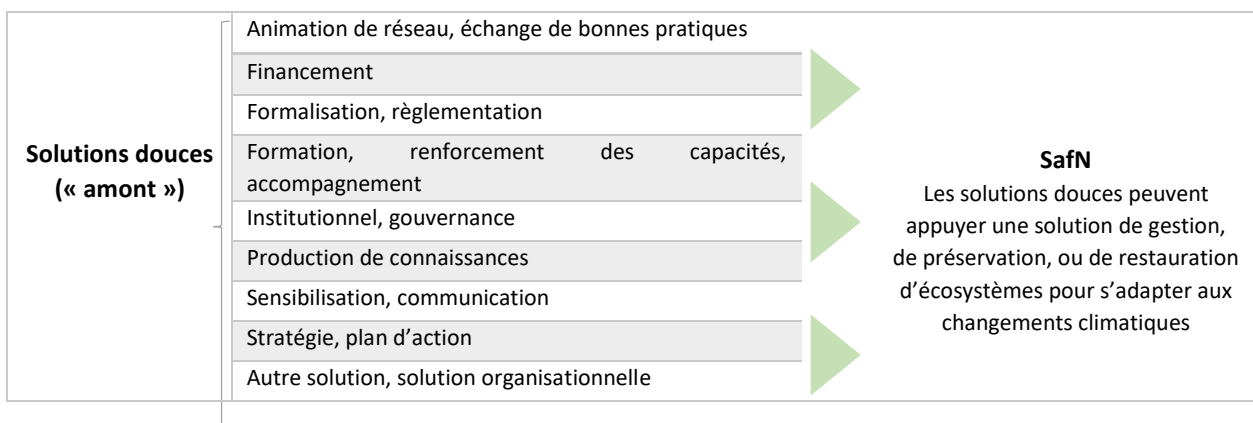 Solutions douces
(« amont »)
Animation de réseau, échange de bonnes pratiques
Financement
Formalisation, règlementation
Formation, renforcement des capacités,
accompagnement
Institutionnel, gouvernance
Production de connaissances
Sensibilisation, communication
Stratégie, plan d’action
Autre solution, solution organisationnelle
SafN
Les solutions douces peuvent
appuyer une solution de gestion,
de préservation, ou de restauration
d’écosystèmes pour s’adapter aux
changements climatiques